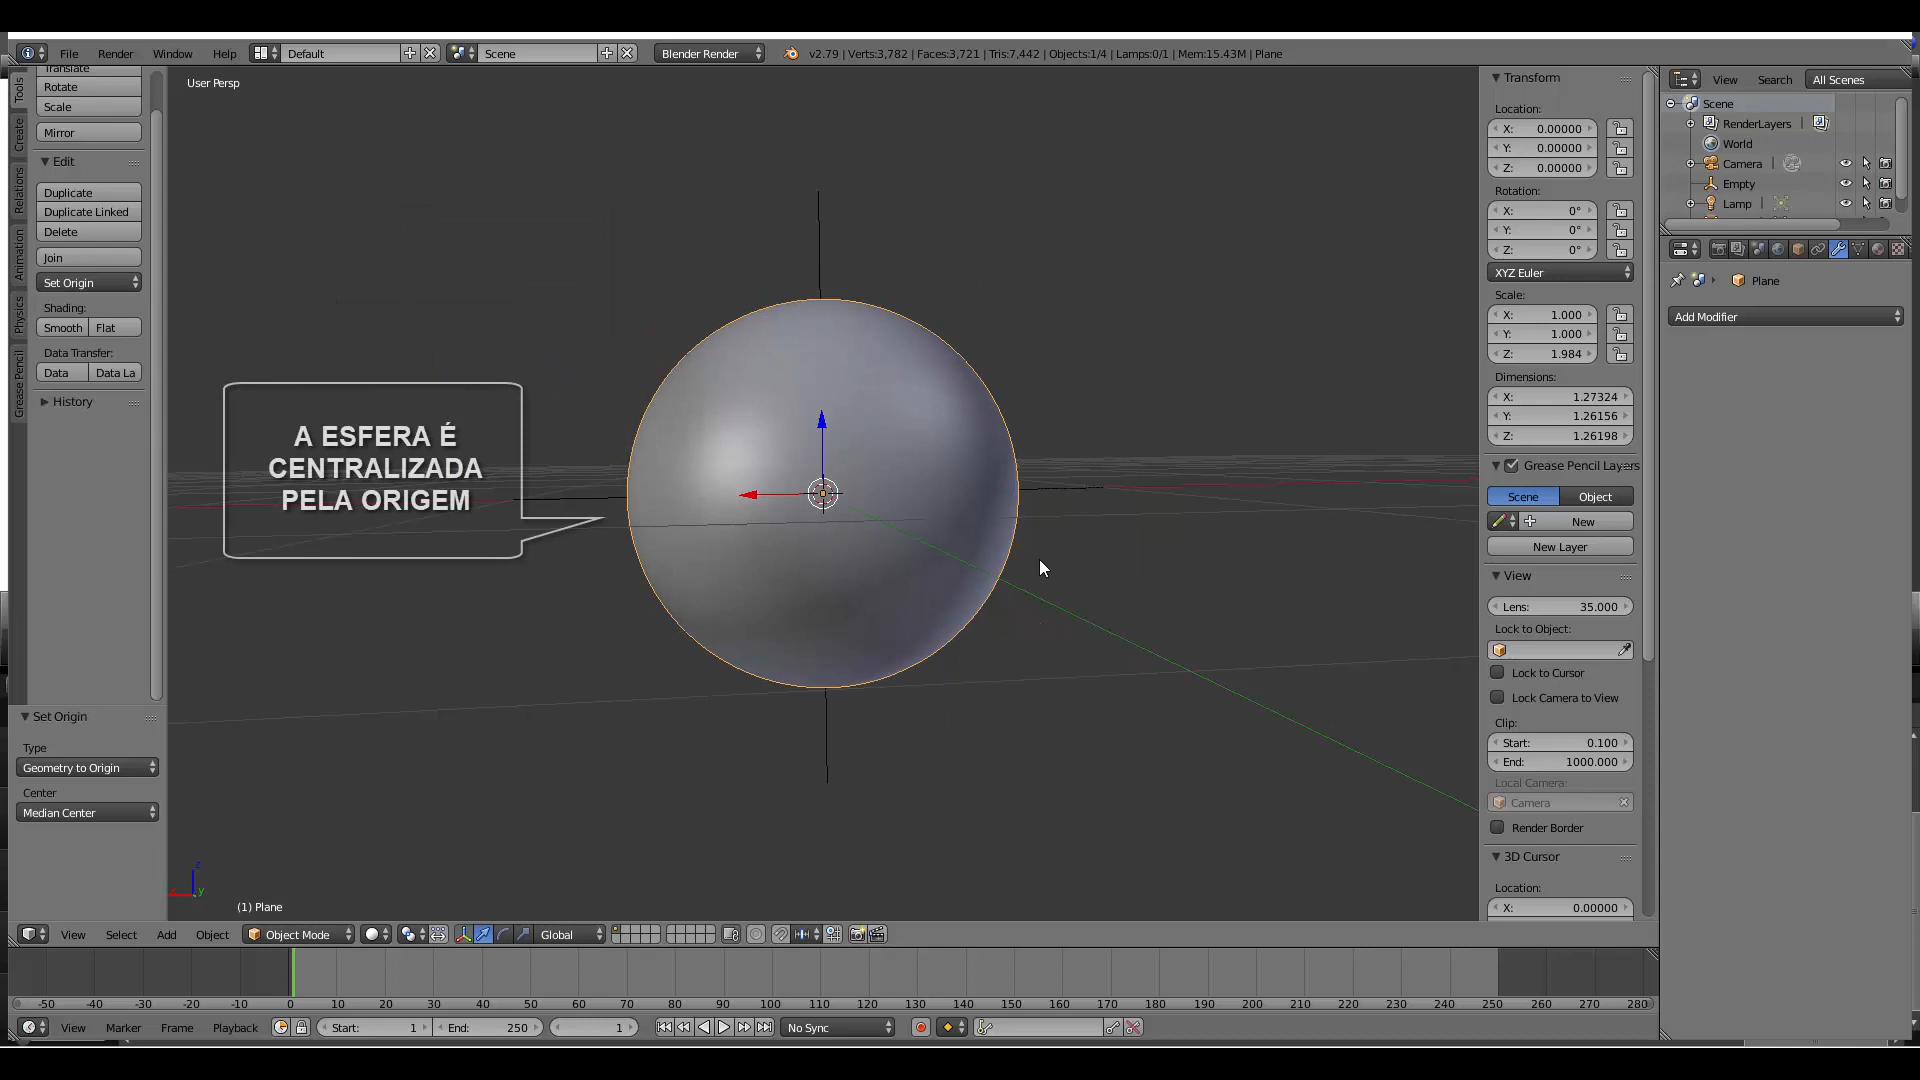 File Render Window Help Default Scene Blender Render v2.79 | Verts:3,782 | Faces:3,721 | Tris:7,442 | Objects:1/4 | Lamps:0/1 | Mem:15.43M | Plane
Tools
Create
Relations
Animation
Physics
Grease Pencil
Translate
Rotate
Scale
Mirror
Edit
Duplicate
Duplicate Linked
Delete
Join
Set Origin
Shading:
Smooth Flat
Data Transfer:
Data Data La
History
Set Origin
Type
Geometry to Origin
Center
Median Center
User Persp
A ESFERA É
CENTRALIZADA
PELA ORIGEM
z
x y
(1) Plane
Transform
Location:
X: 0.00000
Y: 0.00000
Z: 0.00000
Rotation:
X: 0°
Y: 0°
Z: 0°
XYZ Euler
Scale:
X: 1.000
Y: 1.000
Z: 1.984
Dimensions:
X: 1.27324
Y: 1.26156
Z: 1.26198
Grease Pencil Layers
Scene Object
New
New Layer
View
Lens: 35.000
Lock to Object:
Lock to Cursor
Lock Camera to View
Clip:
Start: 0.100
End: 1000.000
Local Camera:
Camera
Render Border
3D Cursor
Location:
X: 0.00000
View Search All Scenes
Scene
RenderLayers
World
Camera
Empty
Lamp
Plane
Add Modifier
View Select Add Object Object Mode Global
-50 -40 -30 -20 -10 0 10 20 30 40 50 60 70 80 90 100 110 120 130 140 150 160 170 180 190 200 210 220 230 240 250 260 270 280
View Marker Frame Playback Start: 1 End: 250 1 No Sync